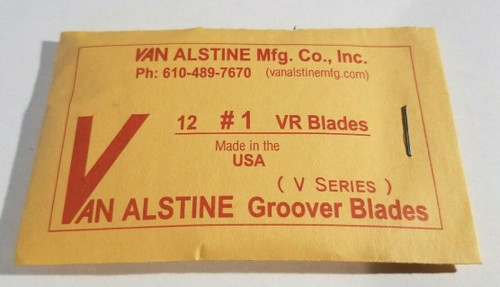 VAN ALSTINE Mfg. Co., Inc.
Ph: 610-489-7670 (vanalstinemfg.com)
12 #1 VR Blades
Made in the
USA
( V SERIES )
VAN ALSTINE Groover Blades